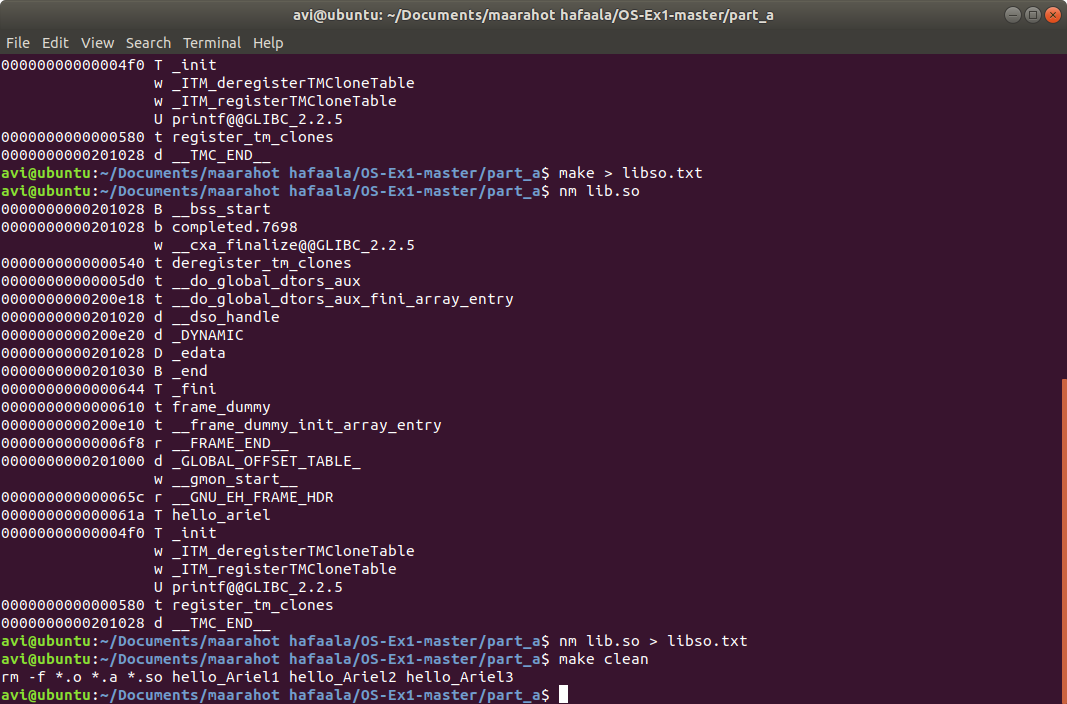 avi@ubuntu: ~/Documents/maarahot hafaala/OS-Ex1-master/part_a
File Edit View Search Terminal Help
00000000000004f0 T _init
                 w _ITM_deregisterTMCloneTable
                 w _ITM_registerTMCloneTable
                 U printf@@GLIBC_2.2.5
0000000000000580 t register_tm_clones
0000000000201028 d __TMC_END__
avi@ubuntu:~/Documents/maarahot hafaala/OS-Ex1-master/part_a$ make > libso.txt
avi@ubuntu:~/Documents/maarahot hafaala/OS-Ex1-master/part_a$ nm lib.so
0000000000201028 B __bss_start
0000000000201028 b completed.7698
                 w __cxa_finalize@@GLIBC_2.2.5
0000000000000540 t deregister_tm_clones
00000000000005d0 t __do_global_dtors_aux
0000000000200e18 t __do_global_dtors_aux_fini_array_entry
0000000000201020 d __dso_handle
0000000000200e20 d _DYNAMIC
0000000000201028 D _edata
0000000000201030 B _end
0000000000000644 T _fini
0000000000000610 t frame_dummy
0000000000200e10 t __frame_dummy_init_array_entry
00000000000006f8 r __FRAME_END__
0000000000201000 d _GLOBAL_OFFSET_TABLE_
                 w __gmon_start__
000000000000065c r __GNU_EH_FRAME_HDR
000000000000061a T hello_ariel
00000000000004f0 T _init
                 w _ITM_deregisterTMCloneTable
                 w _ITM_registerTMCloneTable
                 U printf@@GLIBC_2.2.5
0000000000000580 t register_tm_clones
0000000000201028 d __TMC_END__
avi@ubuntu:~/Documents/maarahot hafaala/OS-Ex1-master/part_a$ nm lib.so > libso.txt
avi@ubuntu:~/Documents/maarahot hafaala/OS-Ex1-master/part_a$ make clean
rm -f *.o *.a *.so hello_Ariel1 hello_Ariel2 hello_Ariel3
avi@ubuntu:~/Documents/maarahot hafaala/OS-Ex1-master/part_a$